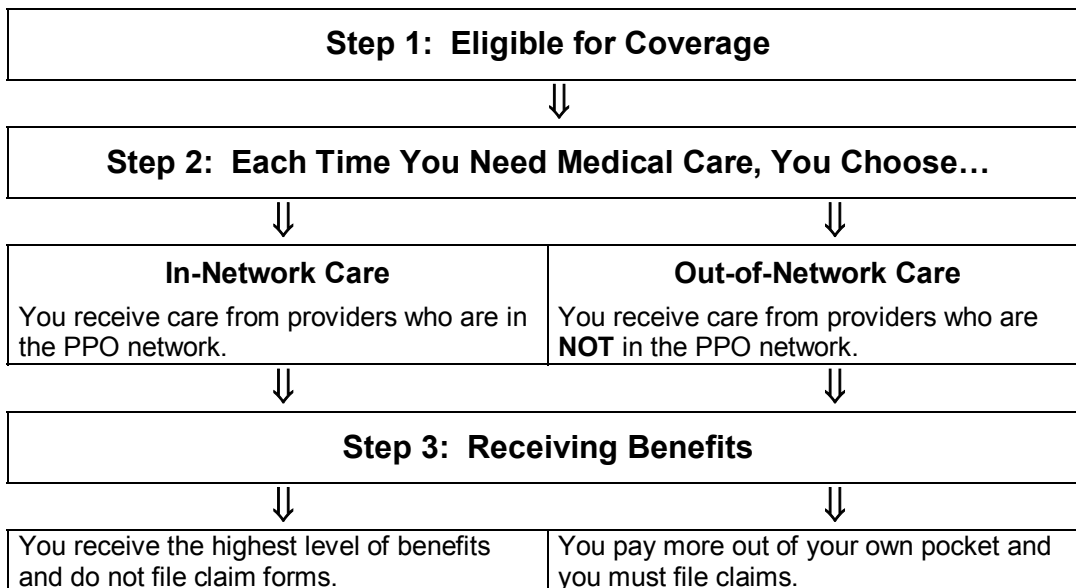 Step 1: Eligible for Coverage
⇓
Step 2: Each Time You Need Medical Care, You Choose…
⇓ ⇓
In-Network Care
You receive care from providers who are in
the PPO network.
Out-of-Network Care
You receive care from providers who are
NOT in the PPO network.
⇓ ⇓
Step 3: Receiving Benefits
⇓ ⇓
You receive the highest level of benefits
and do not file claim forms.
You pay more out of your own pocket and
you must file claims.